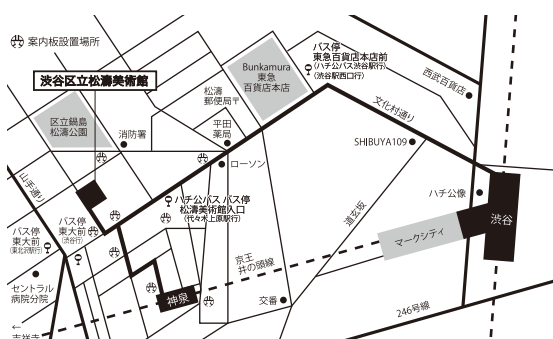 案内板設置場所
渋谷区立松濤美術館
Bunkamura
東急
百貨店本店
バス停
東急百貨店本店前
(ハチ公バス渋谷駅行)
(渋谷駅西口行)
西武百貨店
文化村通り
松濤
郵便局〒
区立鍋島
松濤公園
消防署
平田
薬局
ローソン
SHIBUYA109
山手通り
ハチ公バス バス停
松濤美術館入口
(代々木上原駅行)
ハチ公像
渋谷
道玄坂
マークシティ
バス停
東大前
(渋谷行)
バス停
東大前
(東北沢駅行)
京王
井の頭線
セントラル
病院分院
神泉
交番
246号線
←
吉祥寺